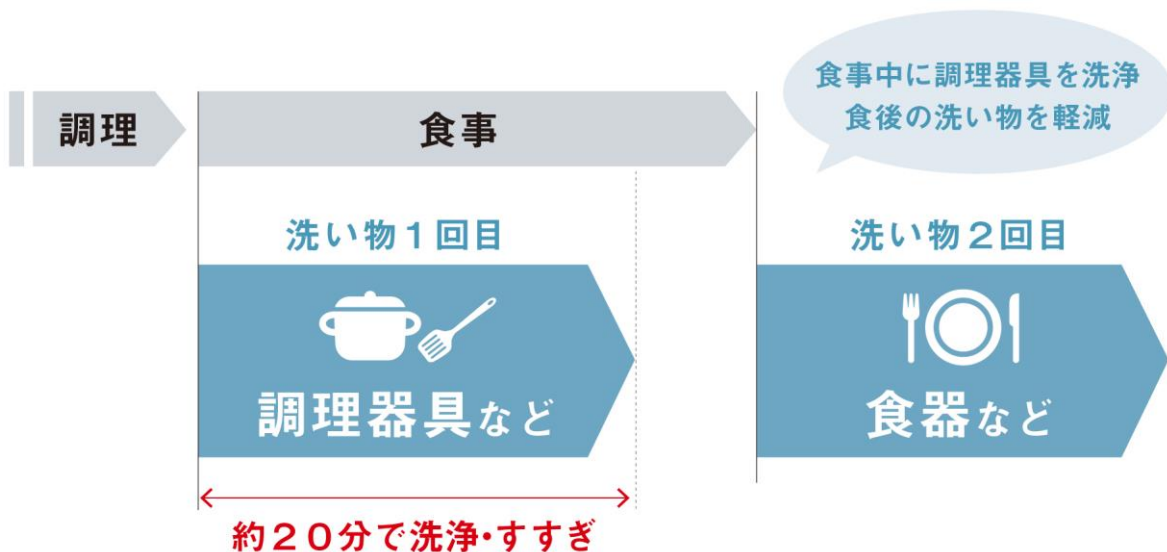 調理
食事
食事中に調理器具を洗浄
食後の洗い物を軽減
洗い物１回目
調理器具など
約２０分で洗浄・すすぎ
洗い物２回目
食器など